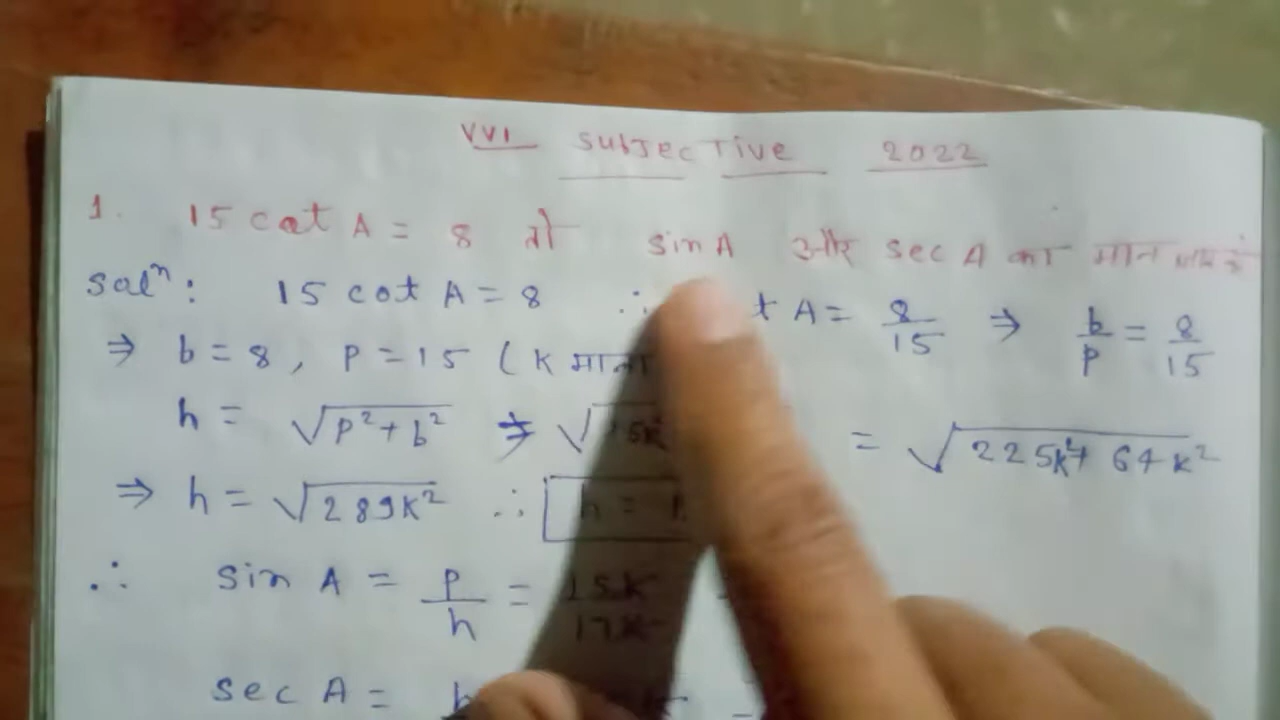 VVI SUBJECTIVE 2022
1. 15 cot A = 8 तो sin A और sec A का मान
Solⁿ: 15 cot A = 8 ∴ t A = 8/15 ⇒ b/p = 8/15
⇒ b = 8, P = 15 (K माना
h = √P²+b² ⇒ √ = √225k²+64k²
⇒ h = √289K² ∴ h =
∴ sin A = P/h = 15K/17K
sec A = h